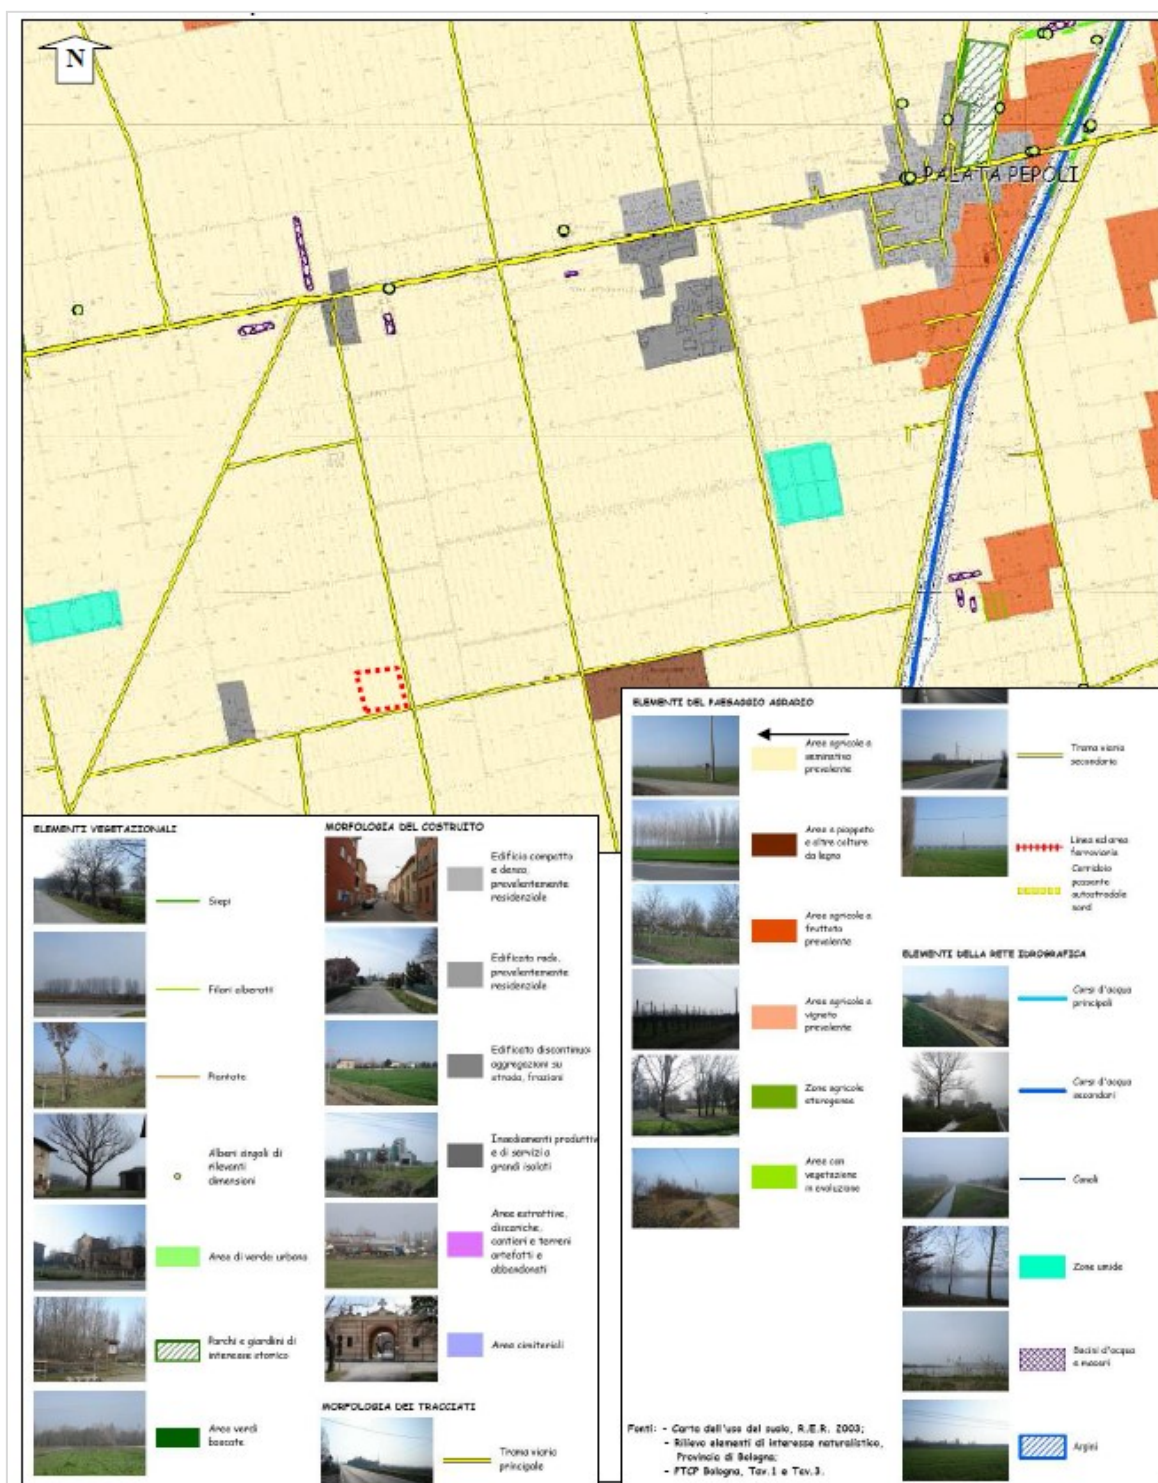 N
PALATA PEPOLI
ELEMENTI VEGETAZIONALI
Siepi
Filari alberati
Piantate
Alberi singoli di
rilevanti
dimensioni
Area di verde urbano
Parchi e giardini di
interesse storico
Aree verdi
boscate
MORFOLOGIA DEL COSTRUITO
Edificio compatto
e denso,
prevalentemente
residenziale
Edificato rado,
prevalentemente
residenziale
Edificato discontinuo:
aggregazioni su
strada, frazioni
Insediamenti produttivi
e di servizi a
grandi isolati
Aree estrattive,
discariche,
cantieri e terreni
artefatti e
abbandonati
Aree cimiteriali
MORFOLOGIA DEI TRACCIATI
Trama viaria
principale
ELEMENTI DEL PAESAGGIO AGRARIO
Aree agricole a
seminativo
prevalente
Aree a pioppeto
e altre colture
da legno
Aree agricole a
frutteto
prevalente
Aree agricole a
vigneto
prevalente
Zone agricole
eterogenee
Aree con
vegetazione
in evoluzione
Trama viaria
secondaria
Linea ed area
ferroviaria
Corridoio
passante
autostradale
nord
ELEMENTI DELLA RETE IDROGRAFICA
Corsi d'acqua
principali
Corsi d'acqua
secondari
Canali
Zone umide
Bacini d'acqua
e maceri
Argini
Fonti: - Carta dell'uso del suolo, R.E.R. 2003;
- Rilievo elementi di interesse naturalistico,
Provincia di Bologna;
- PTCP Bologna, Tav.1 e Tav.3.